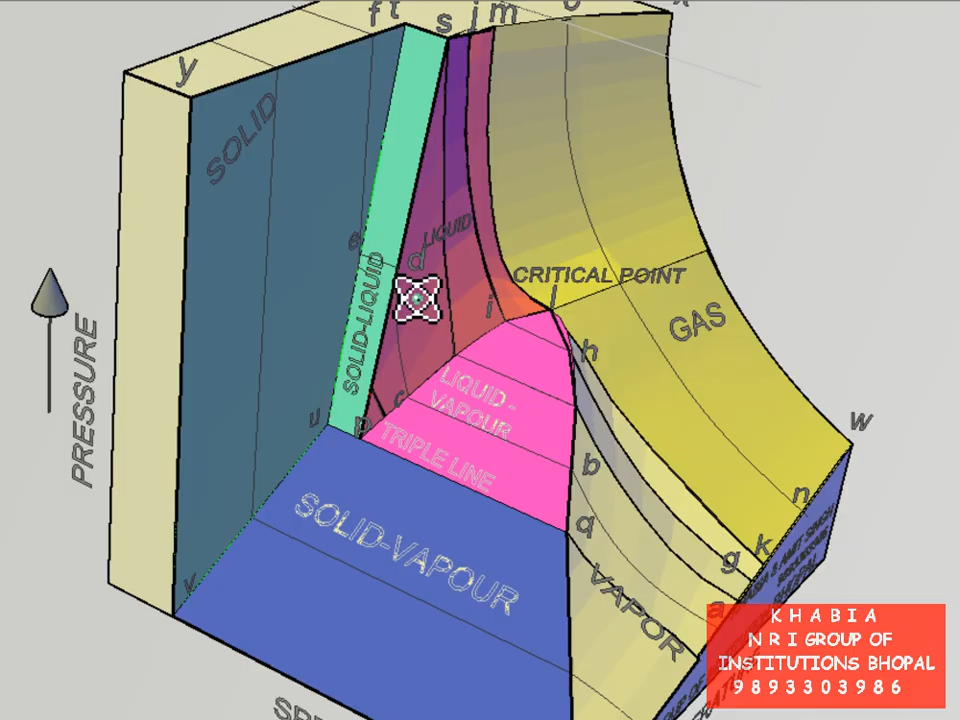 f t s j m
y
SOLID
e
LIQUID
d
CRITICAL POINT
i l
GAS
SOLID-LIQUID
PRESSURE
h
LIQUID -
VAPOUR
c
u p
TRIPLE LINE
w
b
n
q
SOLID-VAPOUR
g k
v
VAPOR
a
K H A B I A
N R I GROUP OF
INSTITUTIONS BHOPAL
9 8 9 3 3 0 3 9 8 6